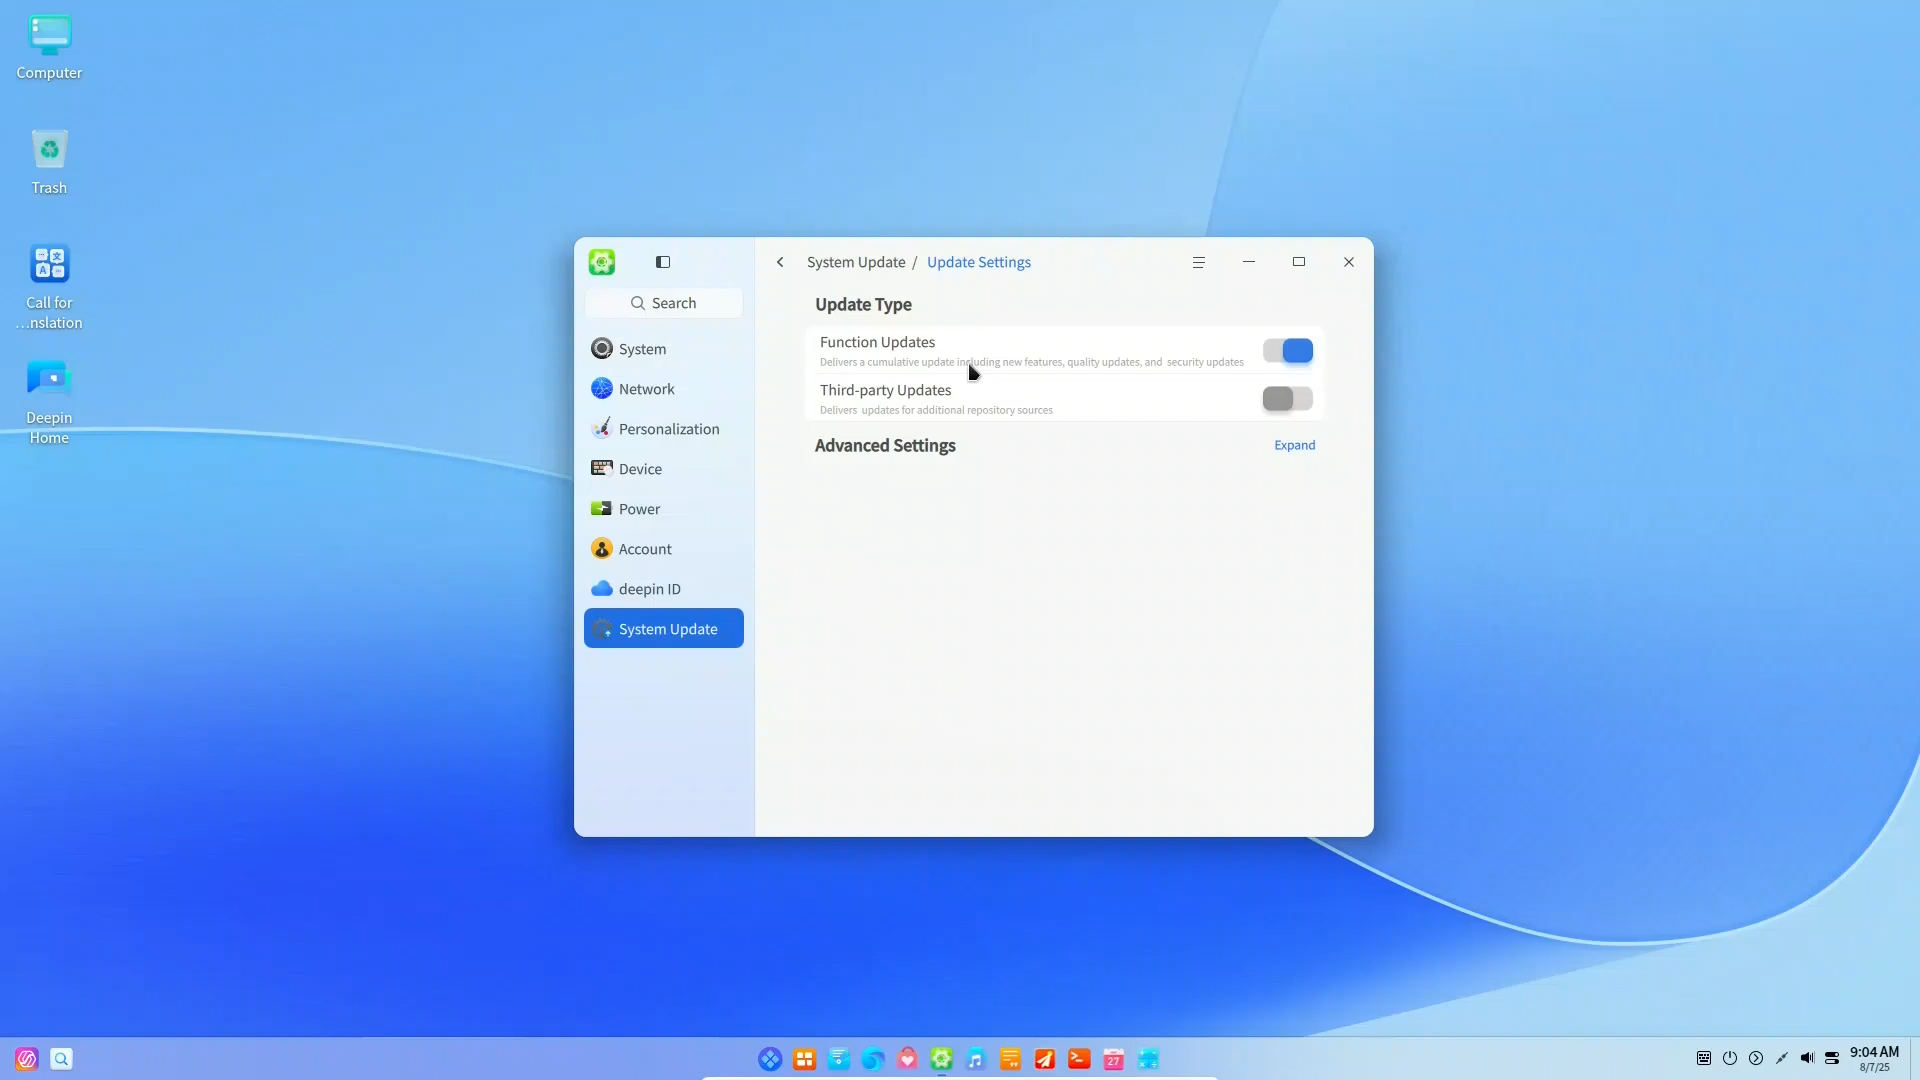 Computer
Trash
Call for
...nslation
Deepin
Home
Search
System
Network
Personalization
Device
Power
Account
deepin ID
System Update
System Update / Update Settings
Update Type
Function Updates
Delivers a cumulative update including new features, quality updates, and security updates
Third-party Updates
Delivers updates for additional repository sources
Advanced Settings
Expand
27
9:04 AM
8/7/25